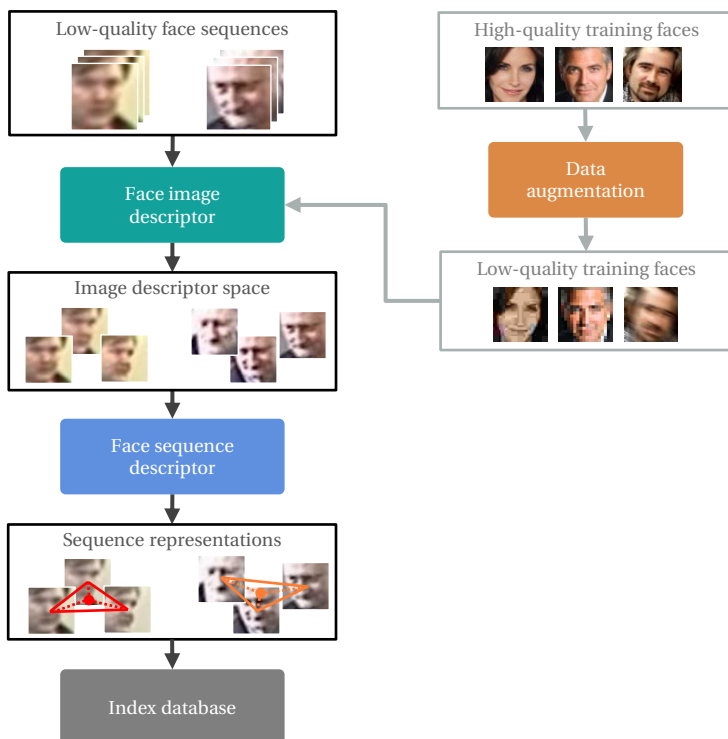 Low-quality face sequences
Face image
descriptor
Image descriptor space
Face sequence
descriptor
Sequence representations
Index database
High-quality training faces
Data
augmentation
Low-quality training faces